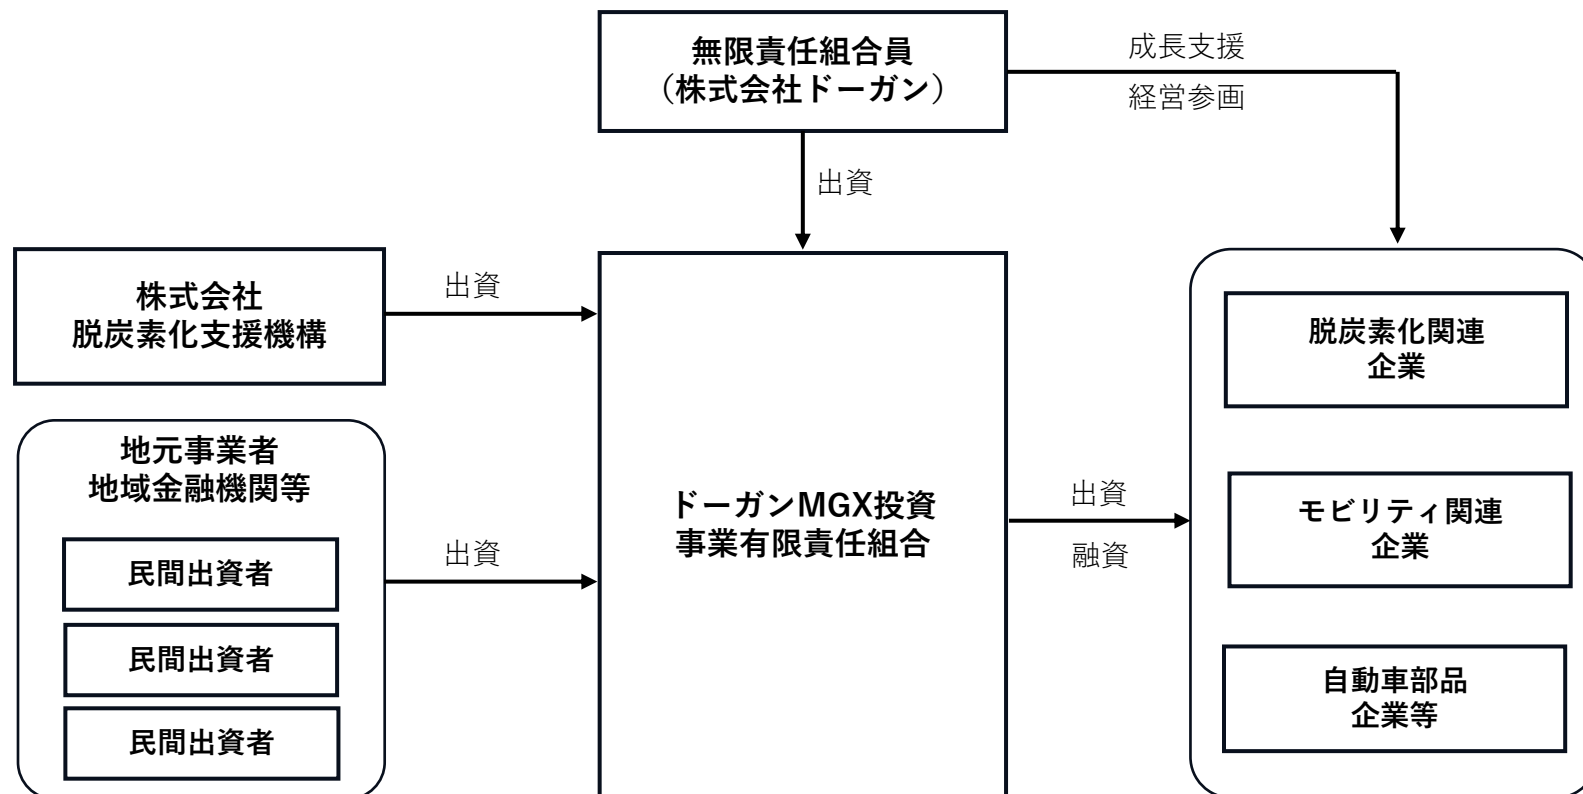 無限責任組合員
（株式会社ドーガン）
成長支援
経営参画
出資
株式会社
脱炭素化支援機構
出資
地元事業者
地域金融機関等
民間出資者
民間出資者
民間出資者
出資
ドーガンMGX投資
事業有限責任組合
出資
融資
脱炭素化関連
企業
モビリティ関連
企業
自動車部品
企業等